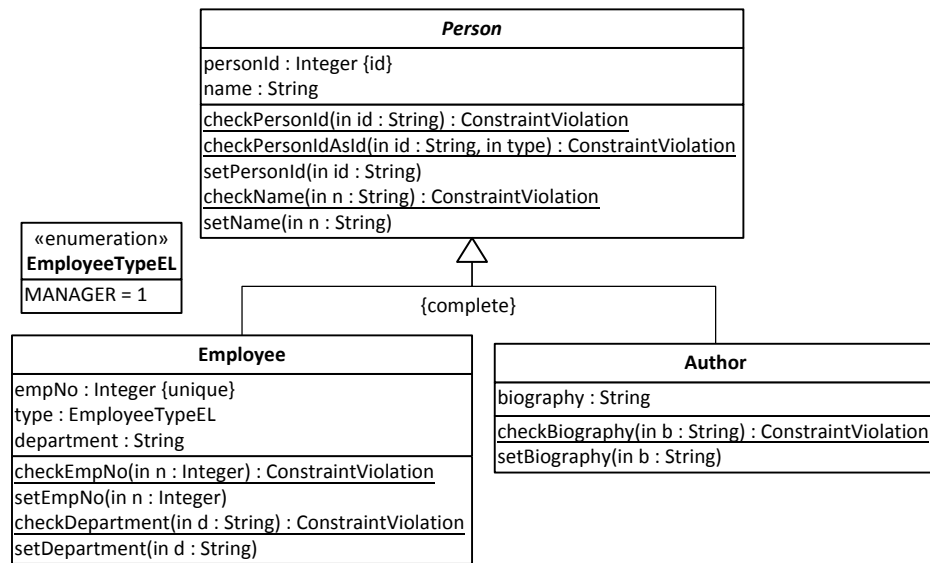 Person
personId : Integer {id}
name : String
checkPersonId(in id : String) : ConstraintViolation
checkPersonIdAsId(in id : String, in type) : ConstraintViolation
setPersonId(in id : String)
checkName(in n : String) : ConstraintViolation
setName(in n : String)
«enumeration»
EmployeeTypeEL
MANAGER = 1
{complete}
Employee
empNo : Integer {unique}
type : EmployeeTypeEL
department : String
checkEmpNo(in n : Integer) : ConstraintViolation
setEmpNo(in n : Integer)
checkDepartment(in d : String) : ConstraintViolation
setDepartment(in d : String)
Author
biography : String
checkBiography(in b : String) : ConstraintViolation
setBiography(in b : String)